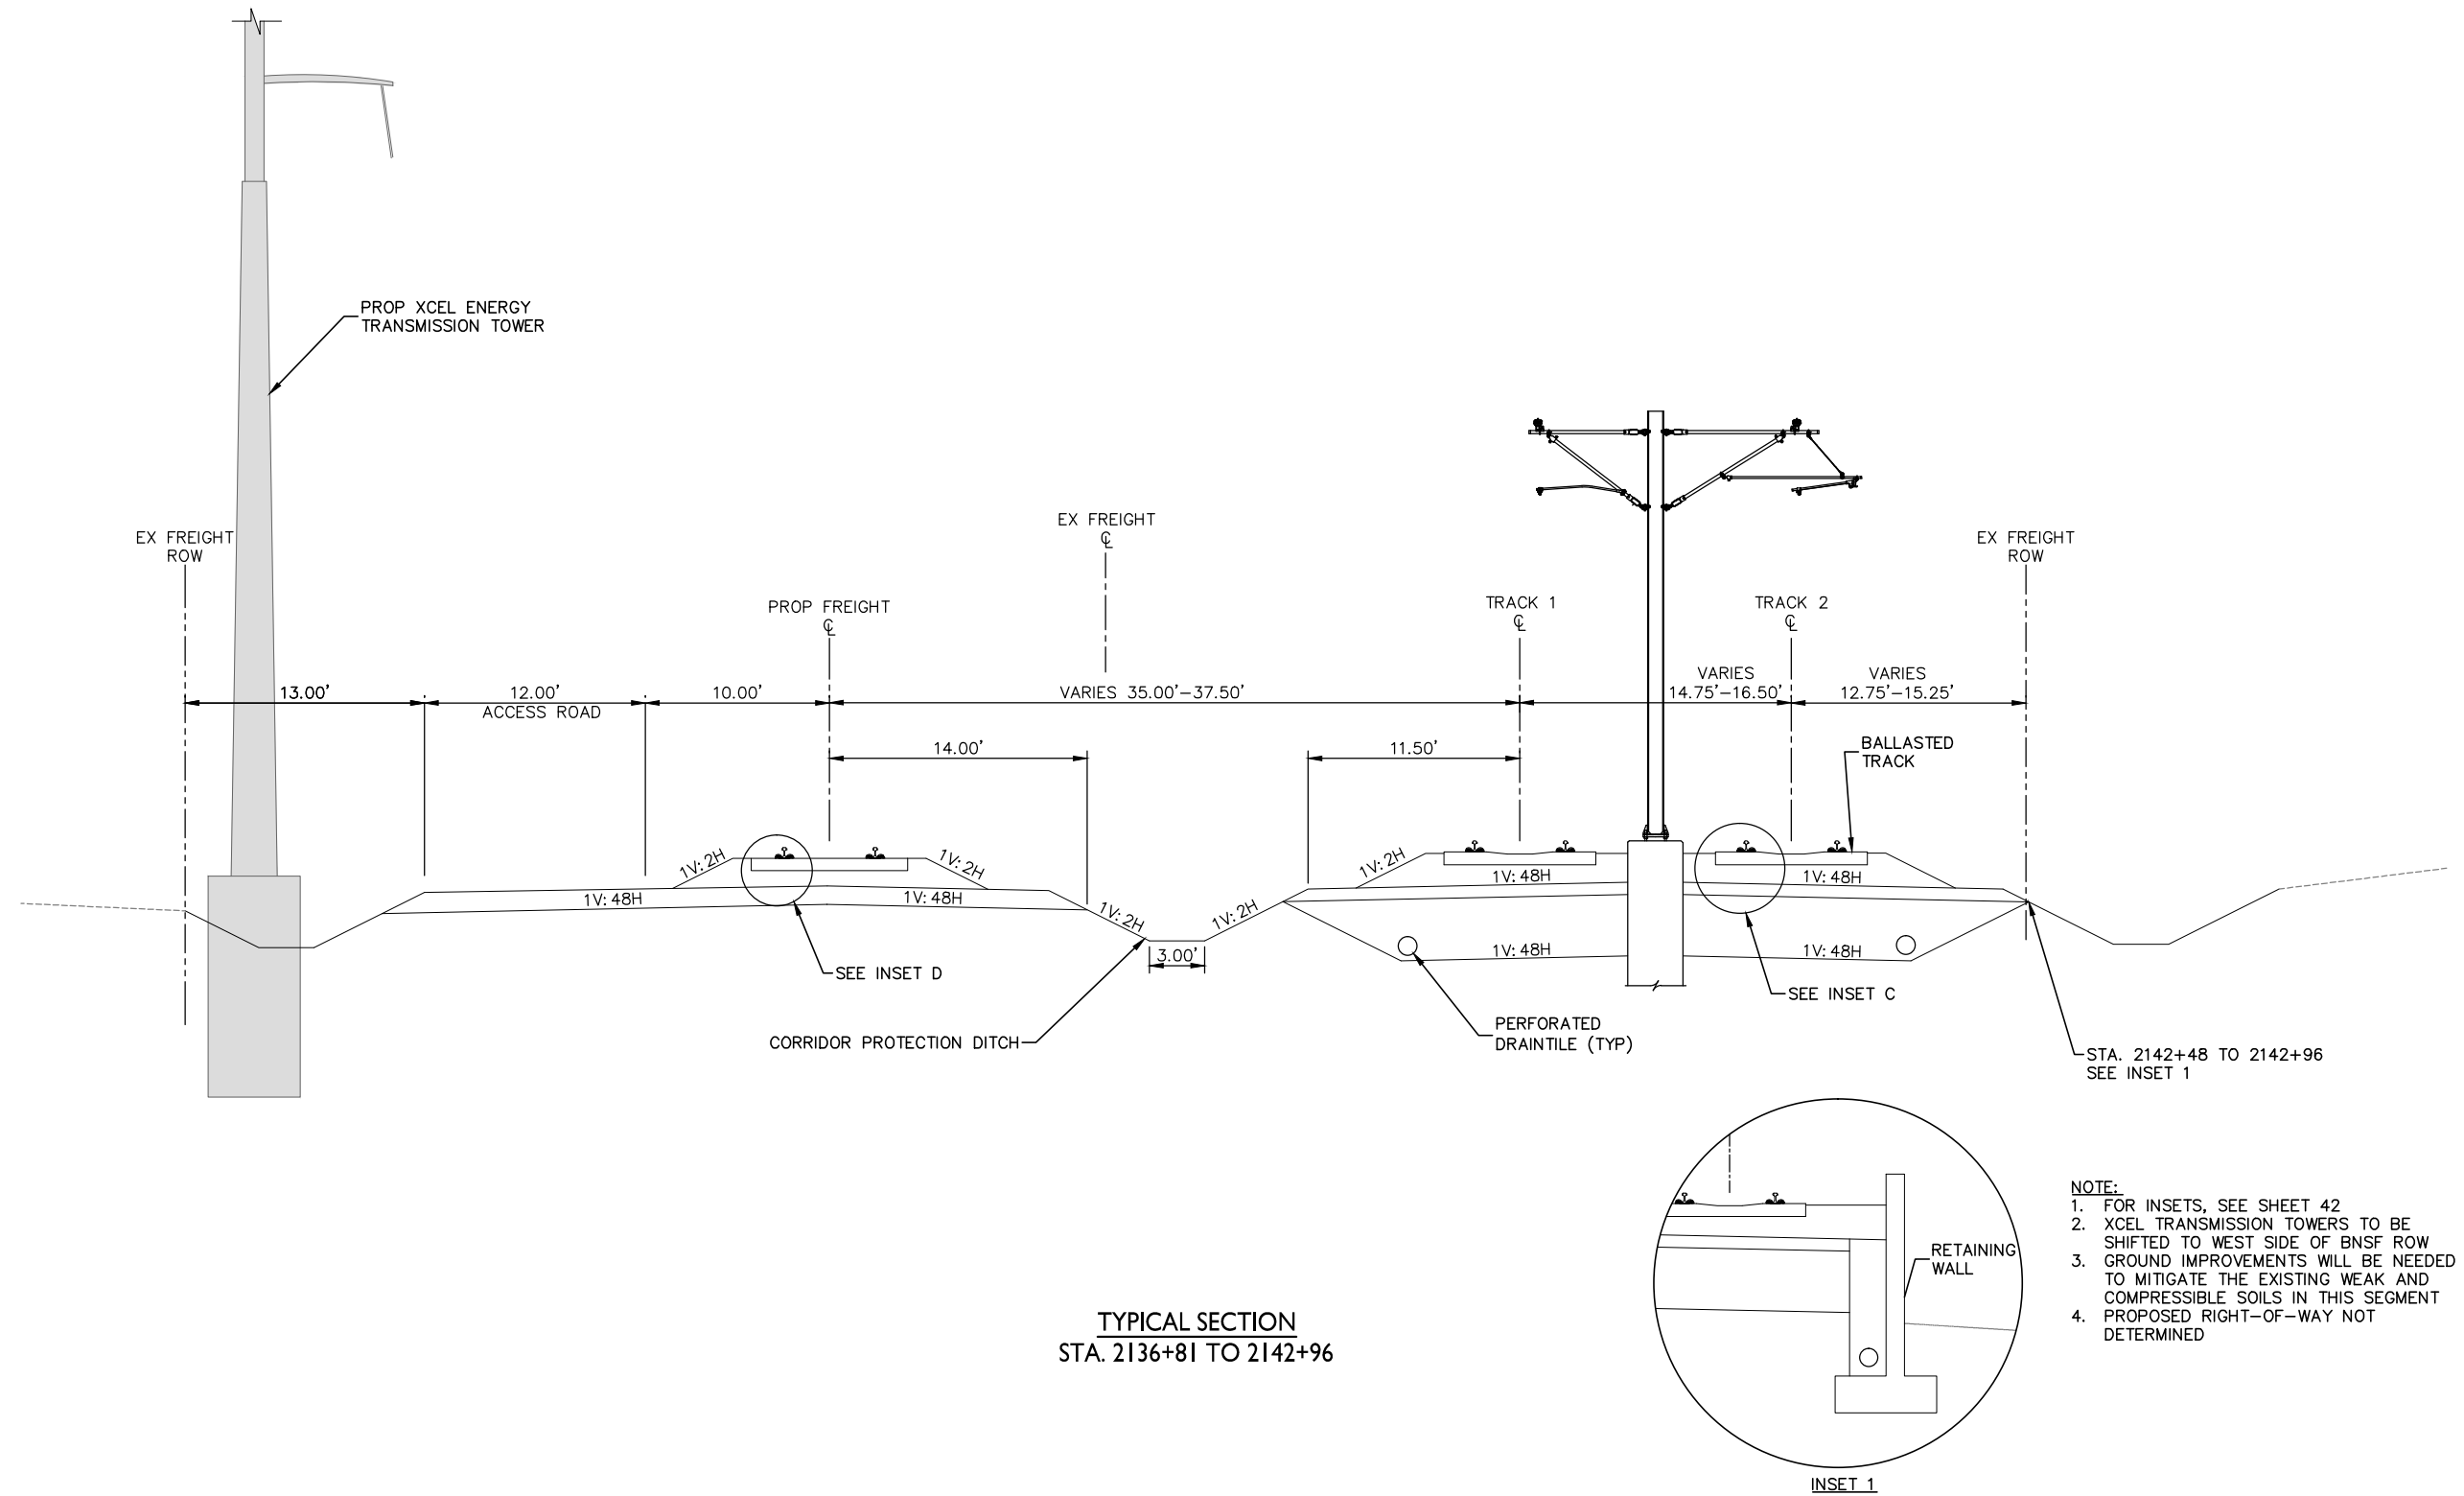 PROP XCEL ENERGY
TRANSMISSION TOWER
EX FREIGHT
ROW
PROP FREIGHT
℄
EX FREIGHT
℄
TRACK 1
℄
TRACK 2
℄
EX FREIGHT
ROW
13.00'
12.00'
ACCESS ROAD
10.00'
VARIES 35.00'-37.50'
VARIES
14.75'-16.50'
VARIES
12.75'-15.25'
14.00'
11.50'
BALLASTED
TRACK
1V:2H
1V:2H
1V:48H
1V:48H
1V:2H
1V:2H
3.00'
1V:2H
1V:48H
1V:48H
1V:48H
1V:48H
SEE INSET D
CORRIDOR PROTECTION DITCH
PERFORATED
DRAINTILE (TYP)
SEE INSET C
STA. 2142+48 TO 2142+96
SEE INSET 1
RETAINING
WALL
INSET 1
NOTE:
1. FOR INSETS, SEE SHEET 42
2. XCEL TRANSMISSION TOWERS TO BE
SHIFTED TO WEST SIDE OF BNSF ROW
3. GROUND IMPROVEMENTS WILL BE NEEDED
TO MITIGATE THE EXISTING WEAK AND
COMPRESSIBLE SOILS IN THIS SEGMENT
4. PROPOSED RIGHT-OF-WAY NOT
DETERMINED
TYPICAL SECTION
STA. 2136+81 TO 2142+96